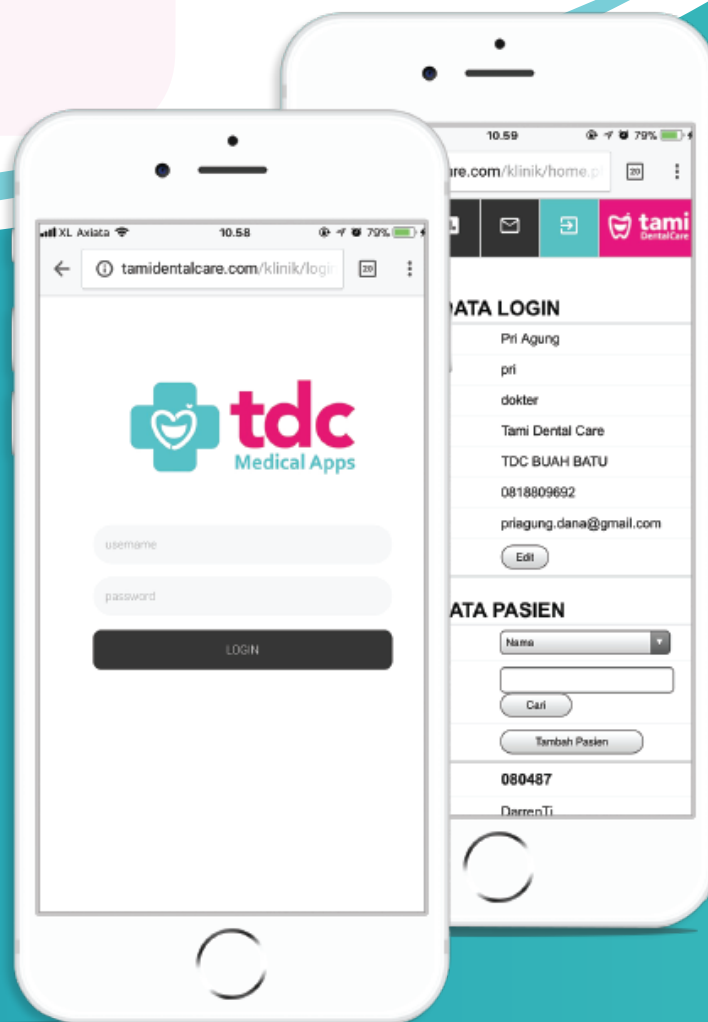 XL Axiata 10.58 79%
tamidentalcare.com/klinik/login
20
tdc
Medical Apps
username
password
LOGIN
10.59 79%
are.com/klinik/home.p
20
tami
DentalCare
DATA LOGIN
Pri Agung
pri
dokter
Tami Dental Care
TDC BUAH BATU
0818809692
priagung.dana@gmail.com
Edit
ATA PASIEN
Nama
Cari
Tambah Pasien
080487
DarrenTi